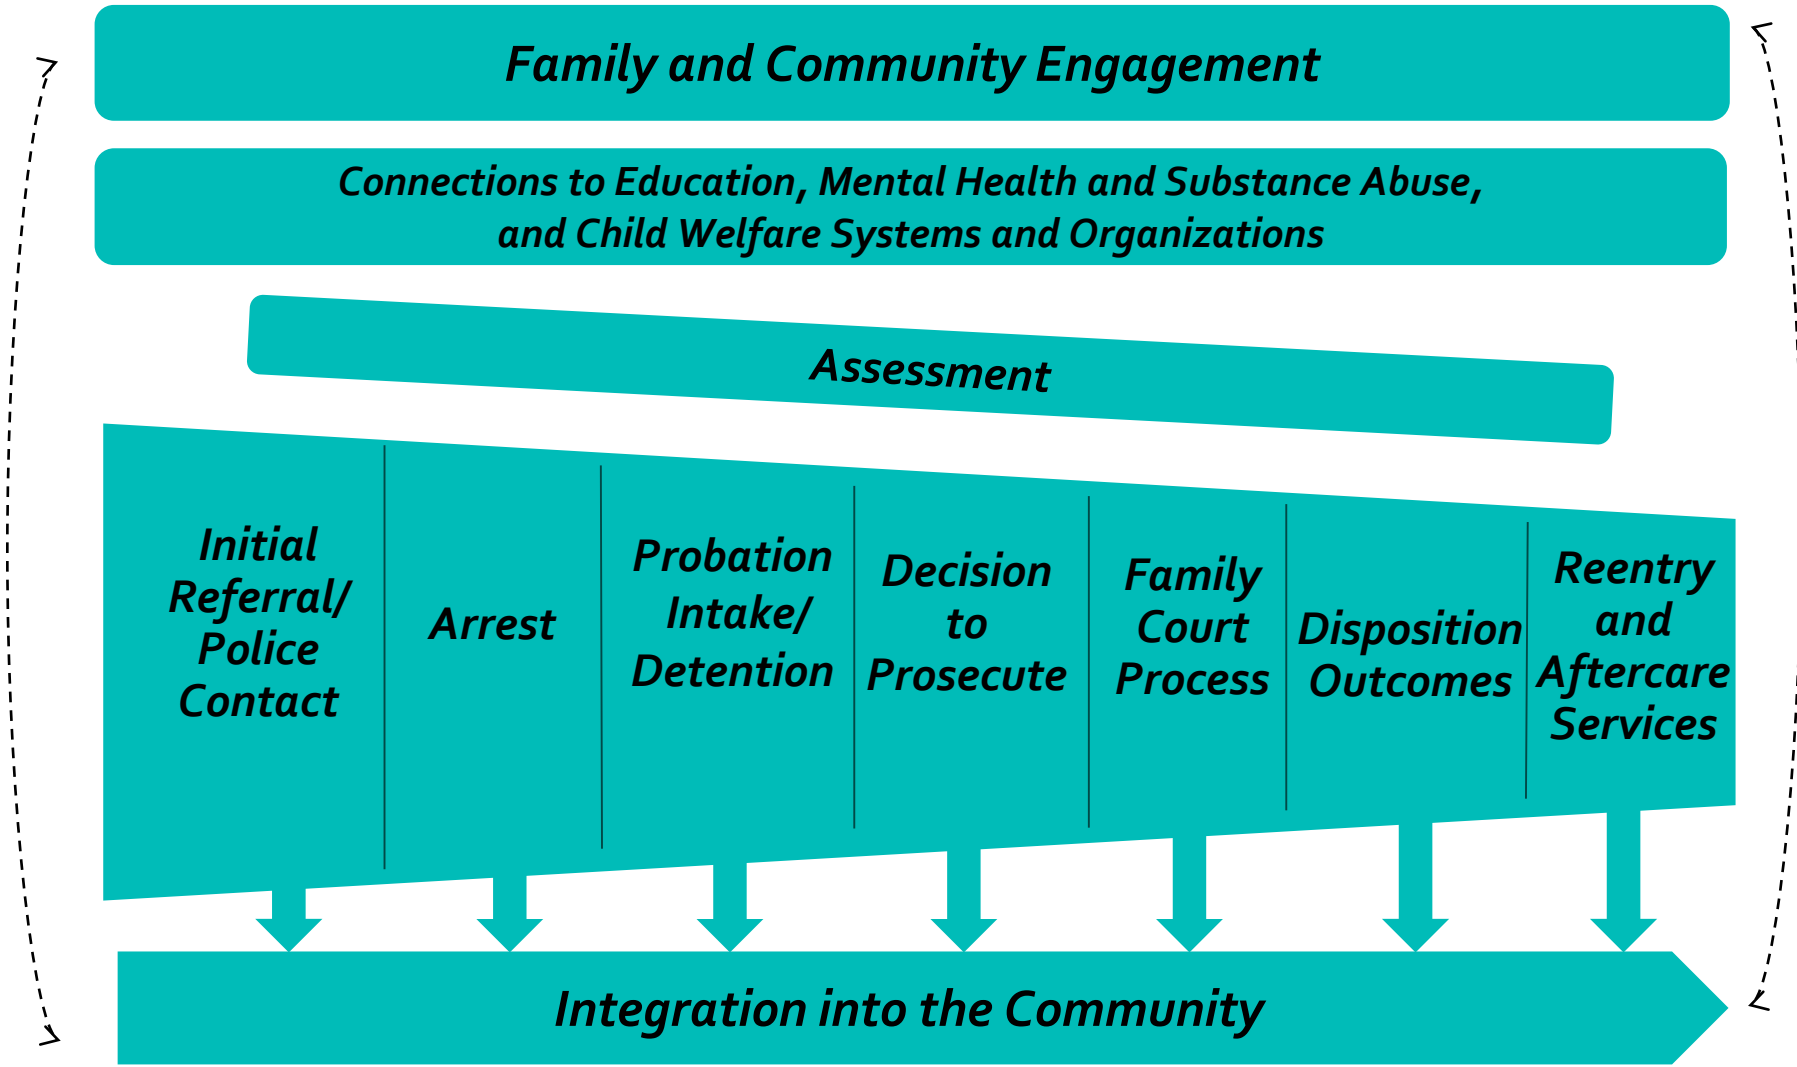 Family and Community Engagement
Connections to Education, Mental Health and Substance Abuse,
and Child Welfare Systems and Organizations
Assessment
Initial
Referral/
Police
Contact
Arrest
Probation
Intake/
Detention
Decision
to
Prosecute
Family
Court
Process
Disposition
Outcomes
Reentry
and
Aftercare
Services
Integration into the Community